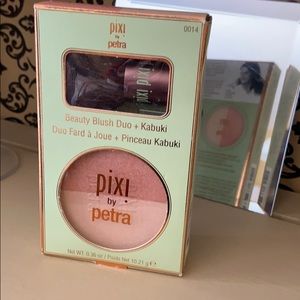 pixi
by
petra
0014
pixi
Beauty Blush Duo + Kabuki
Duo Fard à Joue + Pinceau Kabuki
pixi
by
petra
Net WT. 0.36 oz / Poids Net 10.21 g e